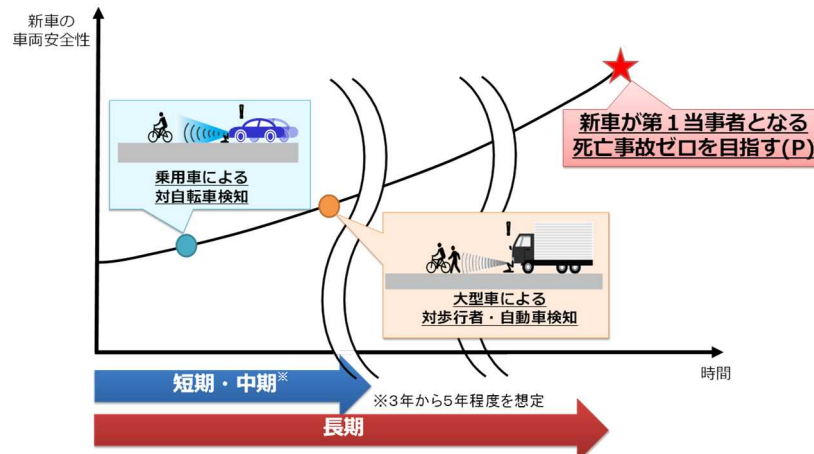 新車の
車両安全性
!
乗用車による
対自転車検知
新車が第1当事者となる
死亡事故ゼロを目指す(P)
!
大型車による
対歩行者・自動車検知
時間
短期・中期※
※3年から5年程度を想定
長期